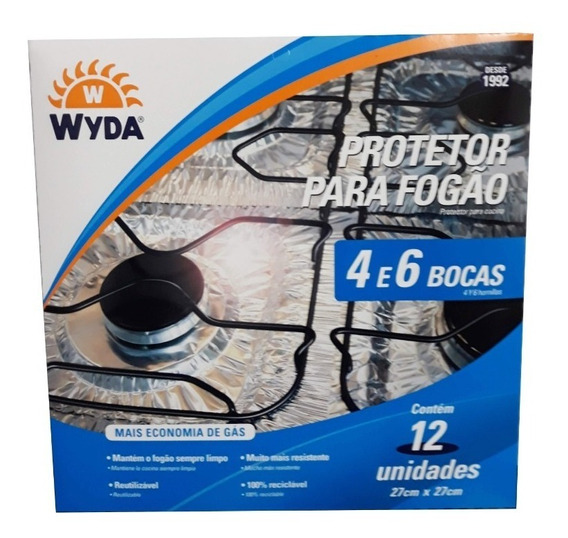 W
WYDA®
DESDE
1992
PROTETOR
PARA FOGÃO
Protetor para cocina
4 E 6 BOCAS
4 Y 6 hornillas
Contém
12
unidades
27cm x 27cm
MAIS ECONOMIA DE GÁS
• Mantém o fogão sempre limpo
• Mantiene la cocina siempre limpia
• Reutilizável
• Reutilizable
• Muito mais resistente
• Mucho más resistente
• 100% reciclável
• 100% reciclable